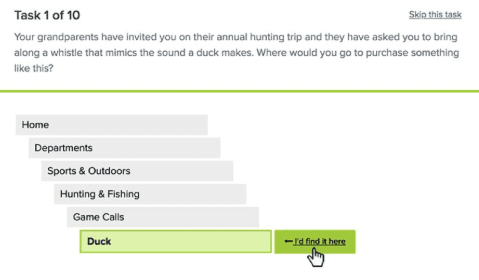 Task 1 of 10
Skip this task
Your grandparents have invited you on their annual hunting trip and they have asked you to bring
along a whistle that mimics the sound a duck makes. Where would you go to purchase something
like this?
Home
Departments
Sports & Outdoors
Hunting & Fishing
Game Calls
Duck
I'd find it here